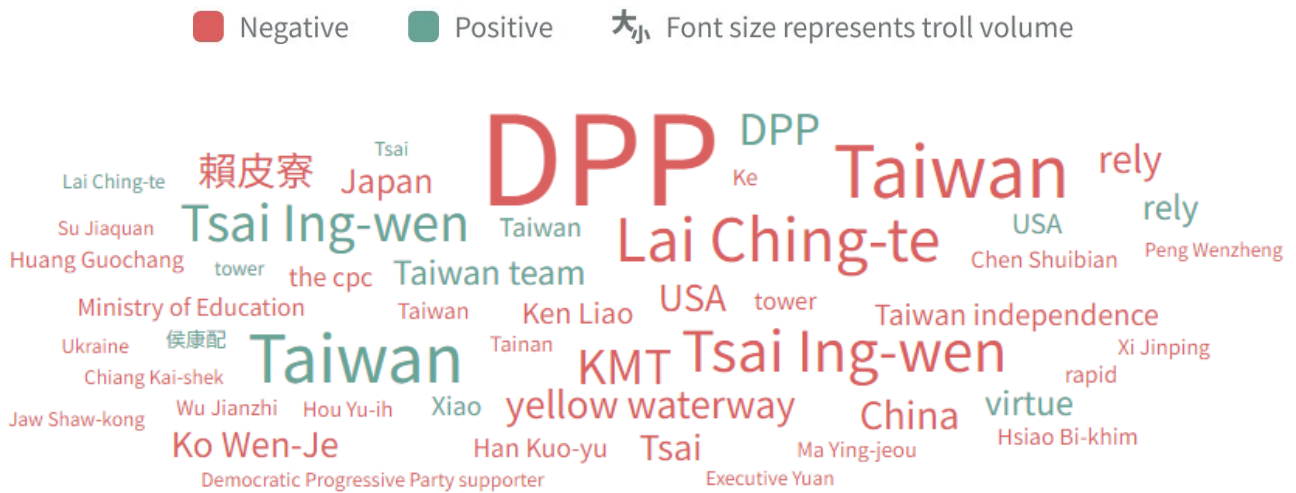 Negative Positive 大小 Font size represents troll volume
DPP DPP
Tsai Taiwan rely
Lai Ching-te 賴皮寮 Japan Ke
Su Jiaquan Tsai Ing-wen Taiwan Lai Ching-te USA rely
Huang Guochang tower the cpc Taiwan team Chen Shuibian Peng Wenzheng
Ministry of Education Taiwan Ken Liao USA tower Taiwan independence
Ukraine 侯康配 Taiwan Tainan KMT Tsai Ing-wen Xi Jinping
Chiang Kai-shek rapid
Jaw Shaw-kong Wu Jianzhi Hou Yu-ih Xiao yellow waterway China virtue
Ko Wen-Je Han Kuo-yu Tsai Ma Ying-jeou Hsiao Bi-khim
Democratic Progressive Party supporter Executive Yuan